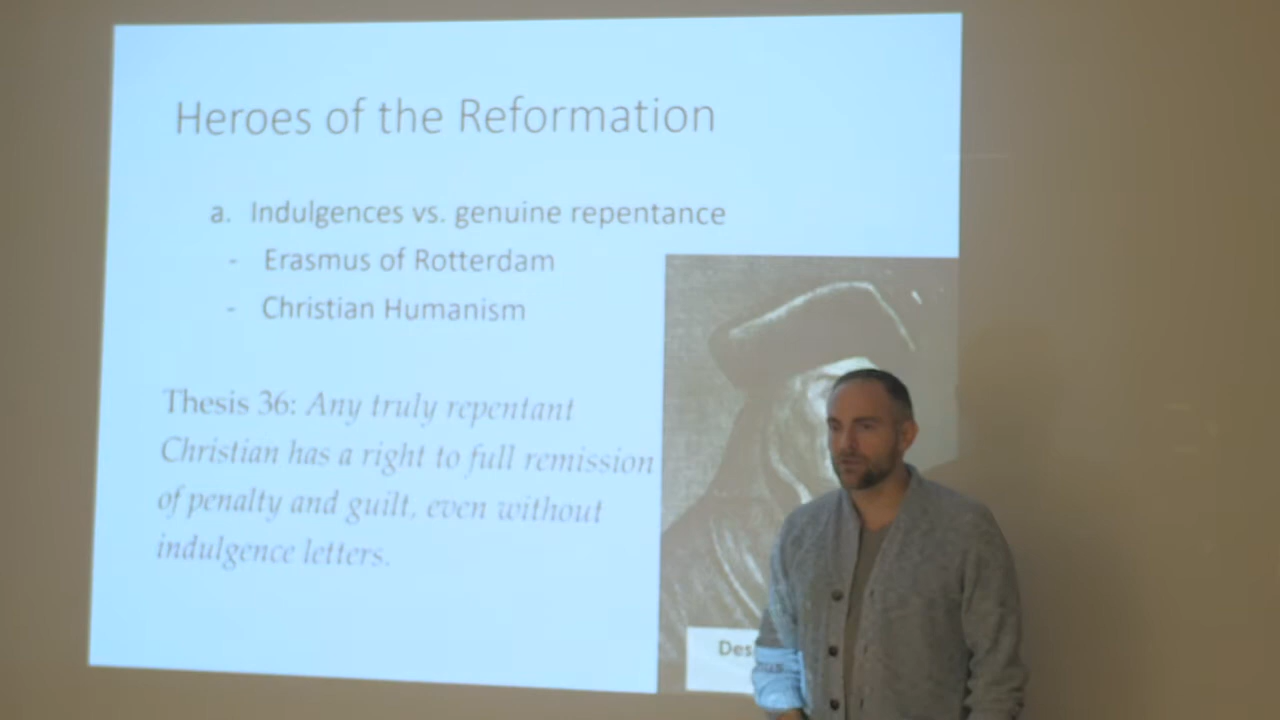 Heroes of the Reformation
a. Indulgences vs. genuine repentance
- Erasmus of Rotterdam
- Christian Humanism
Thesis 36: Any truly repentant
Christian has a right to full remission
of penalty and guilt, even without
indulgence letters.
Des